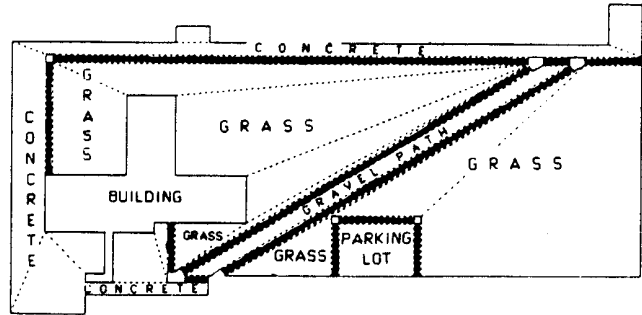 CONCRETE
GRASS
CONCRETE
GRASS
GRASS
GRAVEL PATH
BUILDING
GRASS
GRASS
PARKING
LOT
CONCRETE